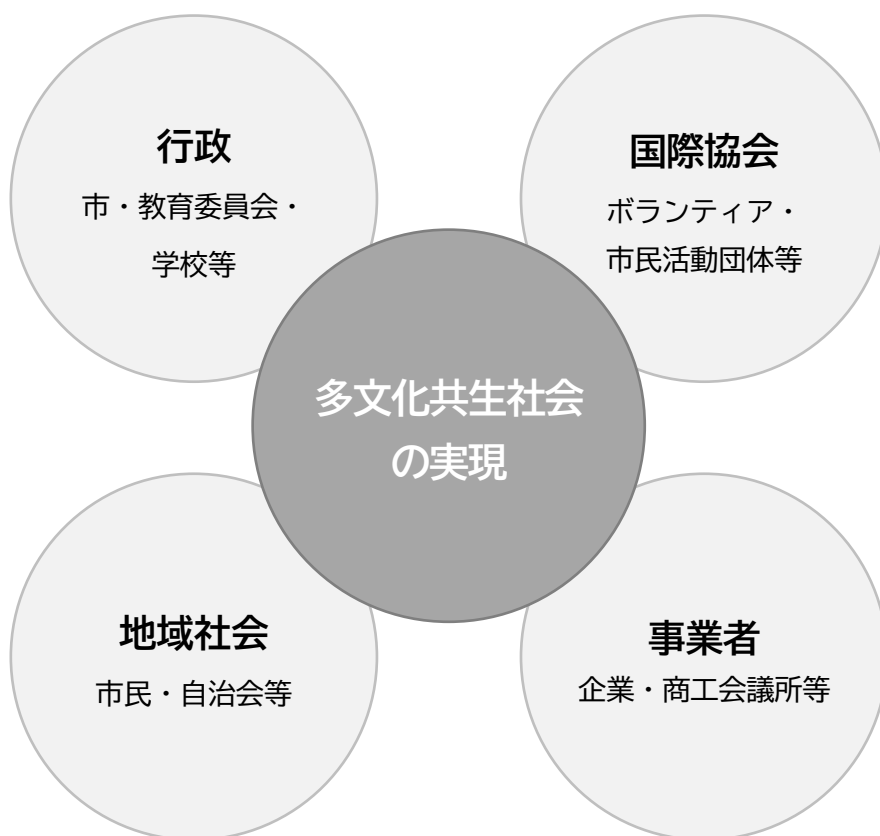 行政
市・教育委員会・
学校等
国際協会
ボランティア・
市民活動団体等
多文化共生社会
の実現
地域社会
市民・自治会等
事業者
企業・商工会議所等